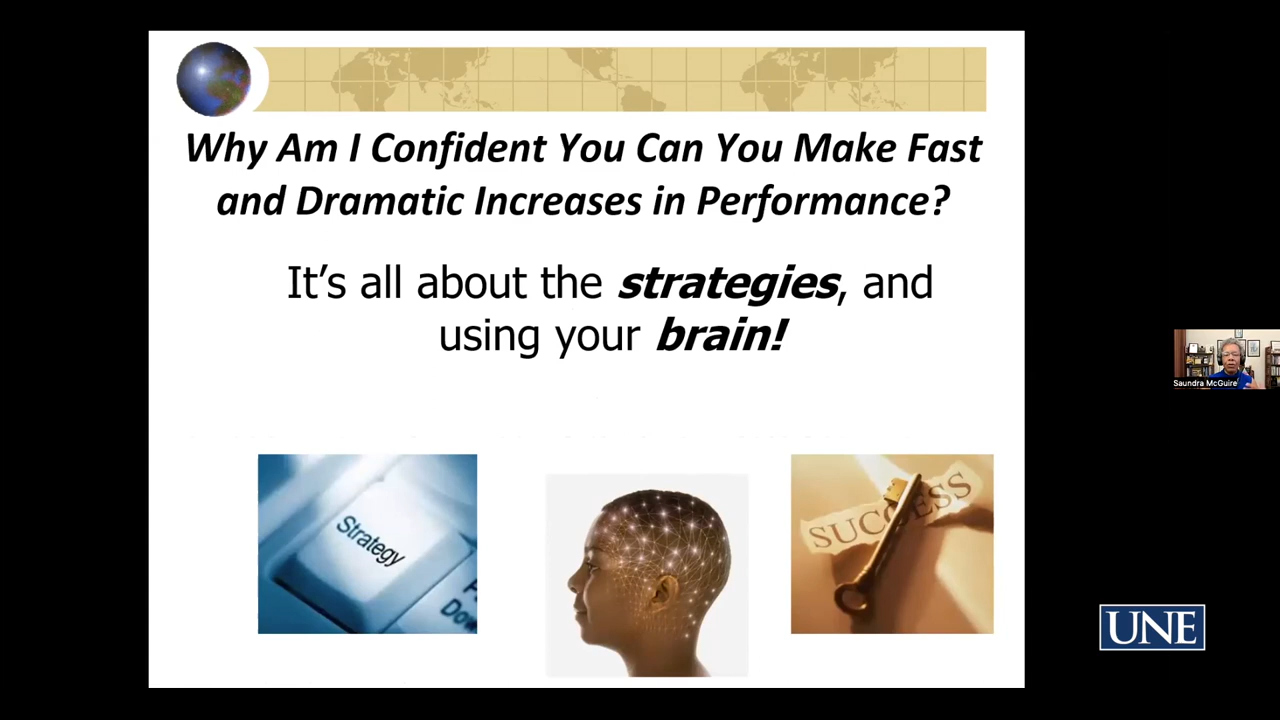 Why Am I Confident You Can You Make Fast
and Dramatic Increases in Performance?
It’s all about the strategies, and
using your brain!
Strategy
Dow
SUCCESS
Saundra McGuire
UNE